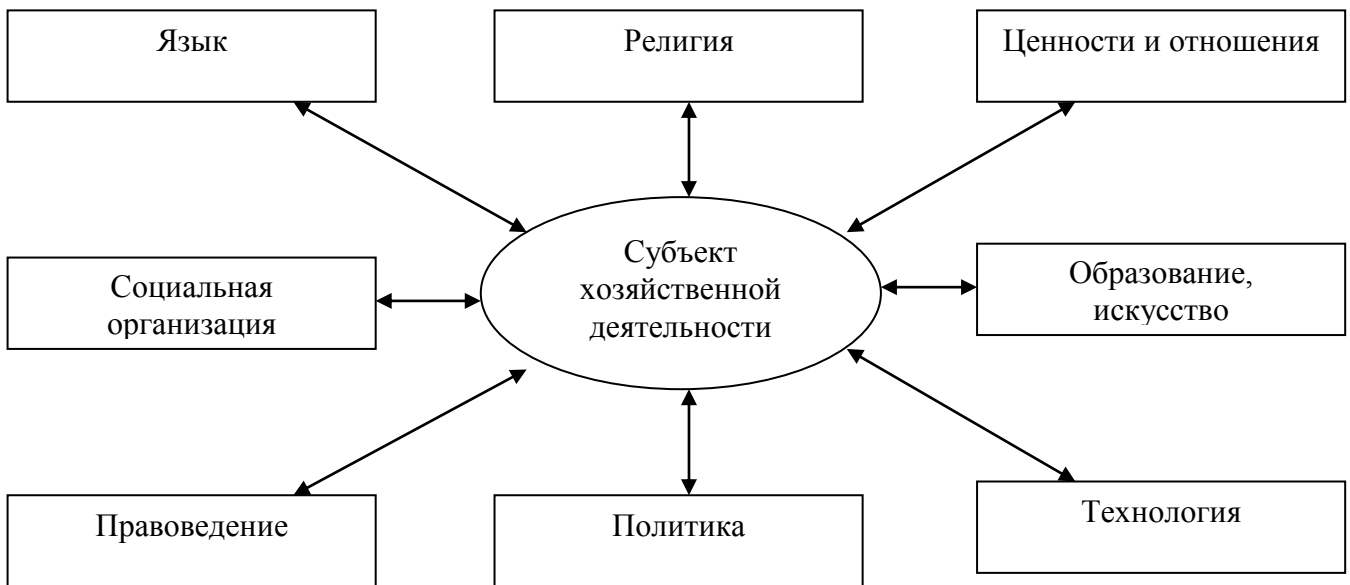 Язык
Религия
Ценности и отношения
Социальная
организация
Субъект
хозяйственной
деятельности
Образование,
искусство
Правоведение
Политика
Технология